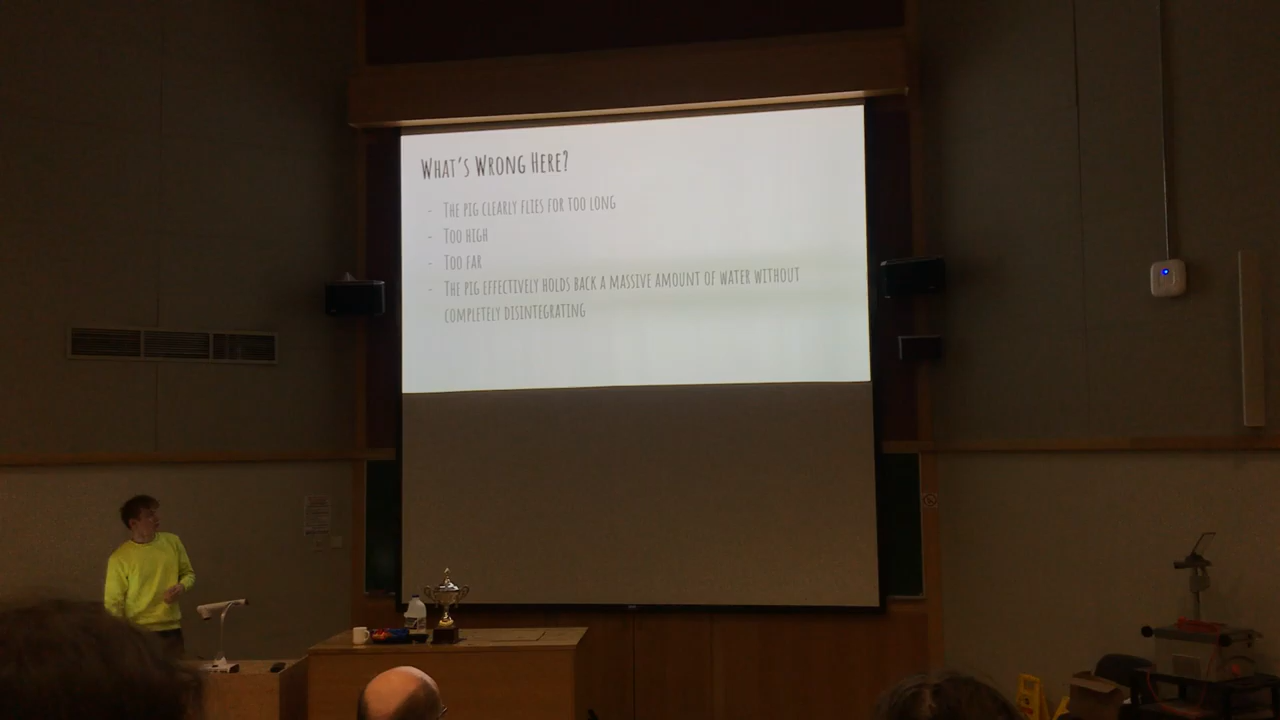 WHAT'S WRONG HERE?
- THE PIG CLEARLY FLIES FOR TOO LONG
- TOO HIGH
- TOO FAR
- THE PIG EFFECTIVELY HOLDS BACK A MASSIVE AMOUNT OF WATER WITHOUT
COMPLETELY DISINTEGRATING